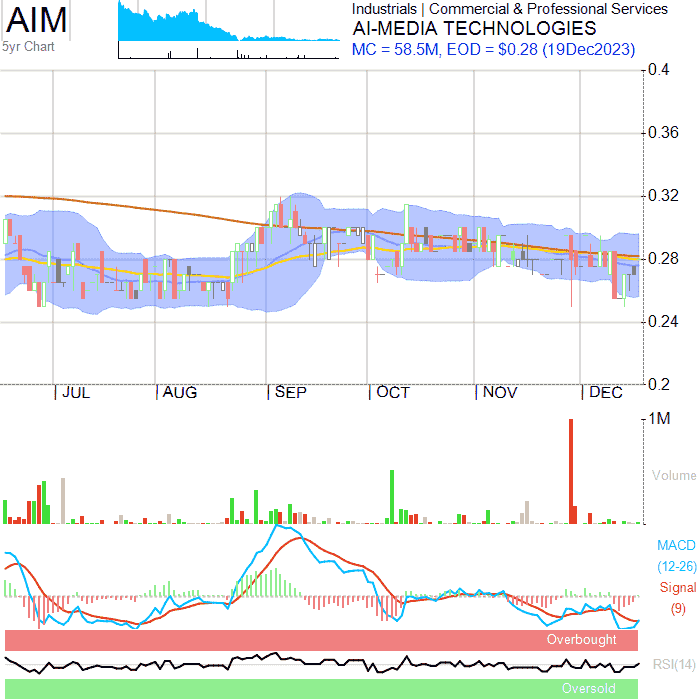 AIM
5yr Chart
Industrials | Commercial & Professional Services
AI-MEDIA TECHNOLOGIES
MC = 58.5M, EOD = $0.28 (19Dec2023)
0.4
0.36
0.32
0.28
0.24
0.2
JUL AUG SEP OCT NOV DEC
1M
Volume
MACD
(12-26)
Signal
(9)
Overbought
RSI(14)
Oversold